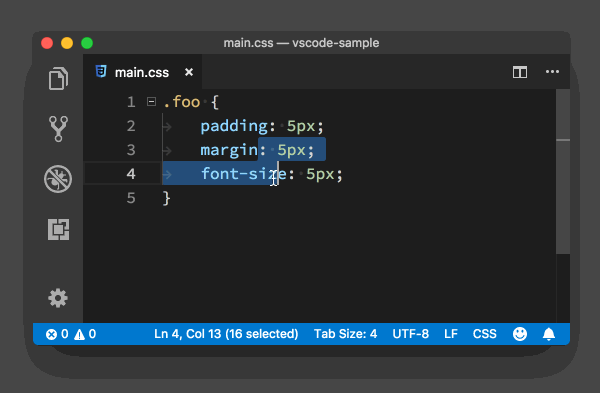 main.css — vscode-sample
main.css ×
1 .foo {
2 padding: 5px;
3 margin: 5px;
4 font-size: 5px;
5 }
0 0 Ln 4, Col 13 (16 selected) Tab Size: 4 UTF-8 LF CSS